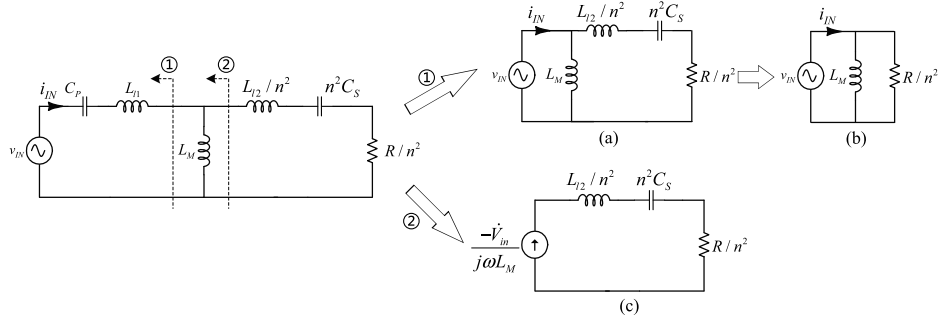 ① ②
i_IN C_P L_l1 L_l2 / n² n²C_S
v_IN L_M R / n²
①
②
i_IN L_l2 / n² n²C_S
v_IN L_M R / n²
(a)
i_IN
v_IN L_M R / n²
(b)
L_l2 / n² n²C_S
−V̇_in / jωL_M R / n²
(c)